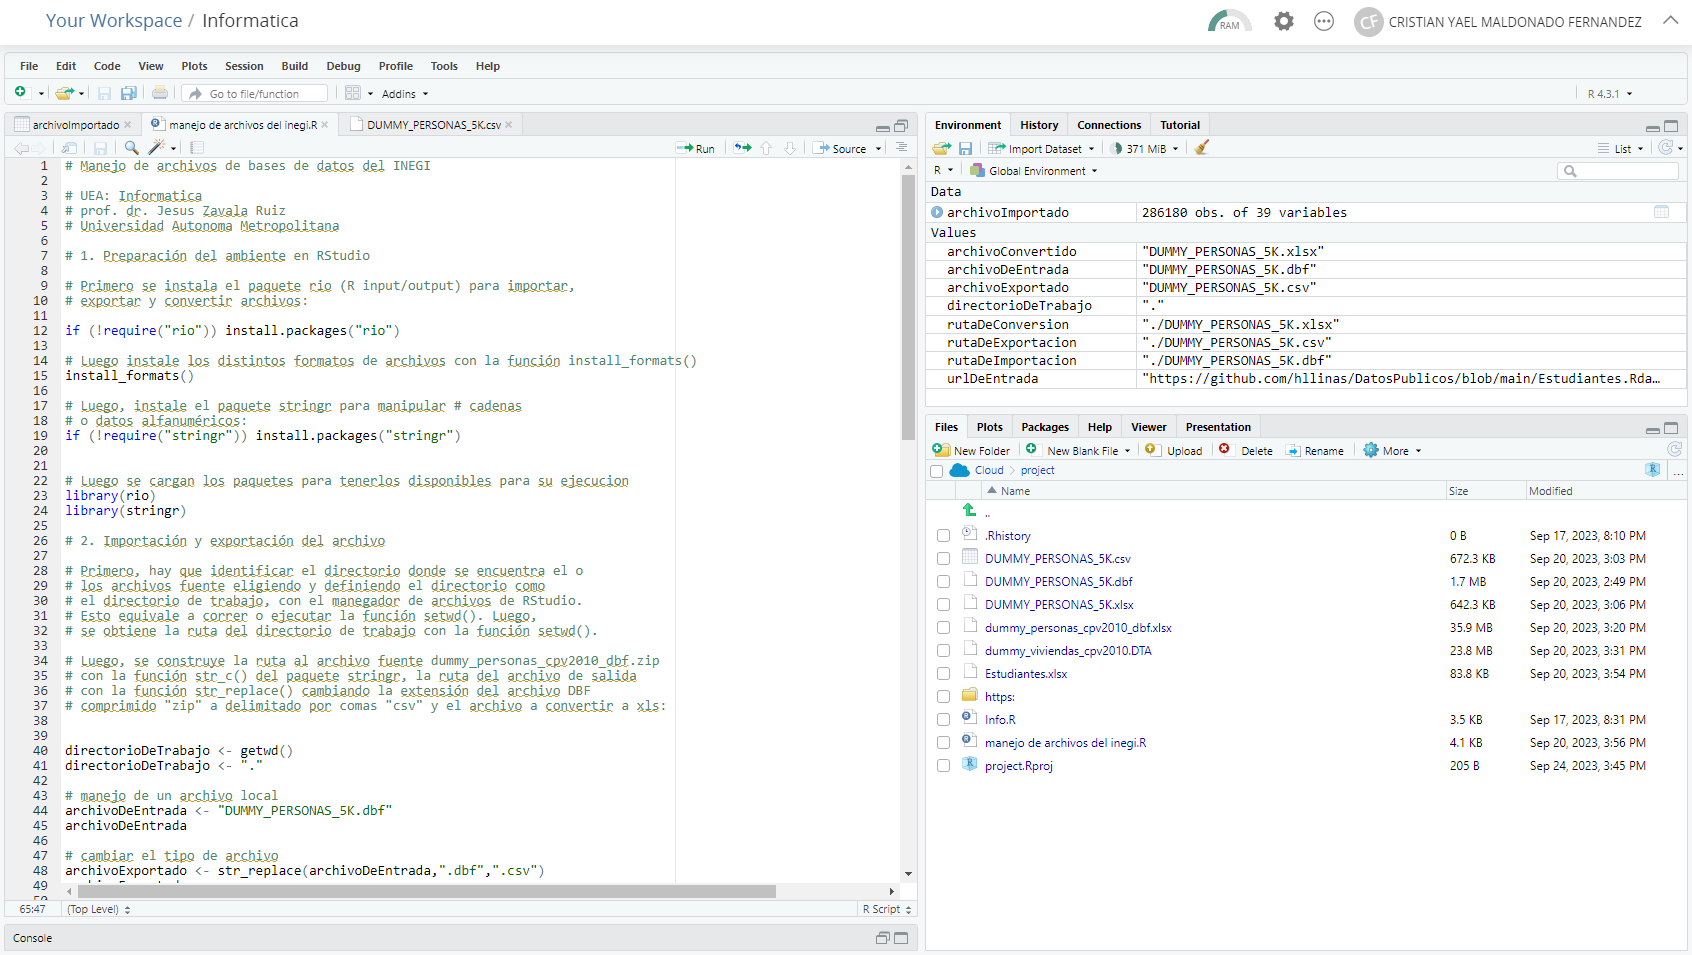 Your Workspace / Informatica
RAM
CF CRISTIAN YAEL MALDONADO FERNANDEZ
File Edit Code View Plots Session Build Debug Profile Tools Help
Go to file/function
Addins
R 4.3.1
archivoImportado
manejo de archivos del inegi.R
DUMMY_PERSONAS_5K.csv
Run
Source
1 # Manejo de archivos de bases de datos del INEGI
2
3 # UEA: Informatica
4 # prof. dr. Jesus Zavala Ruiz
5 # Universidad Autonoma Metropolitana
6
7 # 1. Preparación del ambiente en RStudio
8
9 # Primero se instala el paquete rio (R input/output) para importar,
10 # exportar y convertir archivos:
11
12 if (!require("rio")) install.packages("rio")
13
14 # Luego instale los distintos formatos de archivos con la función install_formats()
15 install_formats()
16
17 # Luego, instale el paquete stringr para manipular # cadenas
18 # o datos alfanuméricos:
19 if (!require("stringr")) install.packages("stringr")
20
21
22 # Luego se cargan los paquetes para tenerlos disponibles para su ejecucion
23 library(rio)
24 library(stringr)
25
26 # 2. Importación y exportación del archivo
27
28 # Primero, hay que identificar el directorio donde se encuentra el o
29 # los archivos fuente eligiendo y definiendo el directorio como
30 # el directorio de trabajo, con el manegador de archivos de RStudio.
31 # Esto equivale a correr o ejecutar la función setwd(). Luego,
32 # se obtiene la ruta del directorio de trabajo con la función setwd().
33
34 # Luego, se construye la ruta al archivo fuente dummy_personas_cpv2010_dbf.zip
35 # con la función str_c() del paquete stringr, la ruta del archivo de salida
36 # con la función str_replace() cambiando la extensión del archivo DBF
37 # comprimido "zip" a delimitado por comas "csv" y el archivo a convertir a xls:
38
39
40 directorioDeTrabajo <- getwd()
41 directorioDeTrabajo <- "."
42
43 # manejo de un archivo local
44 archivoDeEntrada <- "DUMMY_PERSONAS_5K.dbf"
45 archivoDeEntrada
46
47 # cambiar el tipo de archivo
48 archivoExportado <- str_replace(archivoDeEntrada,".dbf",".csv")
49
65:47 (Top Level)
R Script
Console
Environment History Connections Tutorial
Import Dataset 371 MiB
List
R Global Environment
Data
archivoImportado 286180 obs. of 39 variables
Values
archivoConvertido "DUMMY_PERSONAS_5K.xlsx"
archivoDeEntrada "DUMMY_PERSONAS_5K.dbf"
archivoExportado "DUMMY_PERSONAS_5K.csv"
directorioDeTrabajo "."
rutaDeConversion "./DUMMY_PERSONAS_5K.xlsx"
rutaDeExportacion "./DUMMY_PERSONAS_5K.csv"
rutaDeImportacion "./DUMMY_PERSONAS_5K.dbf"
urlDeEntrada "https://github.com/hllinas/DatosPublicos/blob/main/Estudiantes.Rda…
Files Plots Packages Help Viewer Presentation
New Folder New Blank File Upload Delete Rename More
Cloud project
...
Name Size Modified
..
.Rhistory 0 B Sep 17, 2023, 8:10 PM
DUMMY_PERSONAS_5K.csv 672.3 KB Sep 20, 2023, 3:03 PM
DUMMY_PERSONAS_5K.dbf 1.7 MB Sep 20, 2023, 2:49 PM
DUMMY_PERSONAS_5K.xlsx 642.3 KB Sep 20, 2023, 3:06 PM
dummy_personas_cpv2010_dbf.xlsx 35.9 MB Sep 20, 2023, 3:20 PM
dummy_viviendas_cpv2010.DTA 23.8 MB Sep 20, 2023, 3:31 PM
Estudiantes.xlsx 83.8 KB Sep 20, 2023, 3:54 PM
https:
Info.R 3.5 KB Sep 17, 2023, 8:31 PM
manejo de archivos del inegi.R 4.1 KB Sep 20, 2023, 3:56 PM
project.Rproj 205 B Sep 24, 2023, 3:45 PM